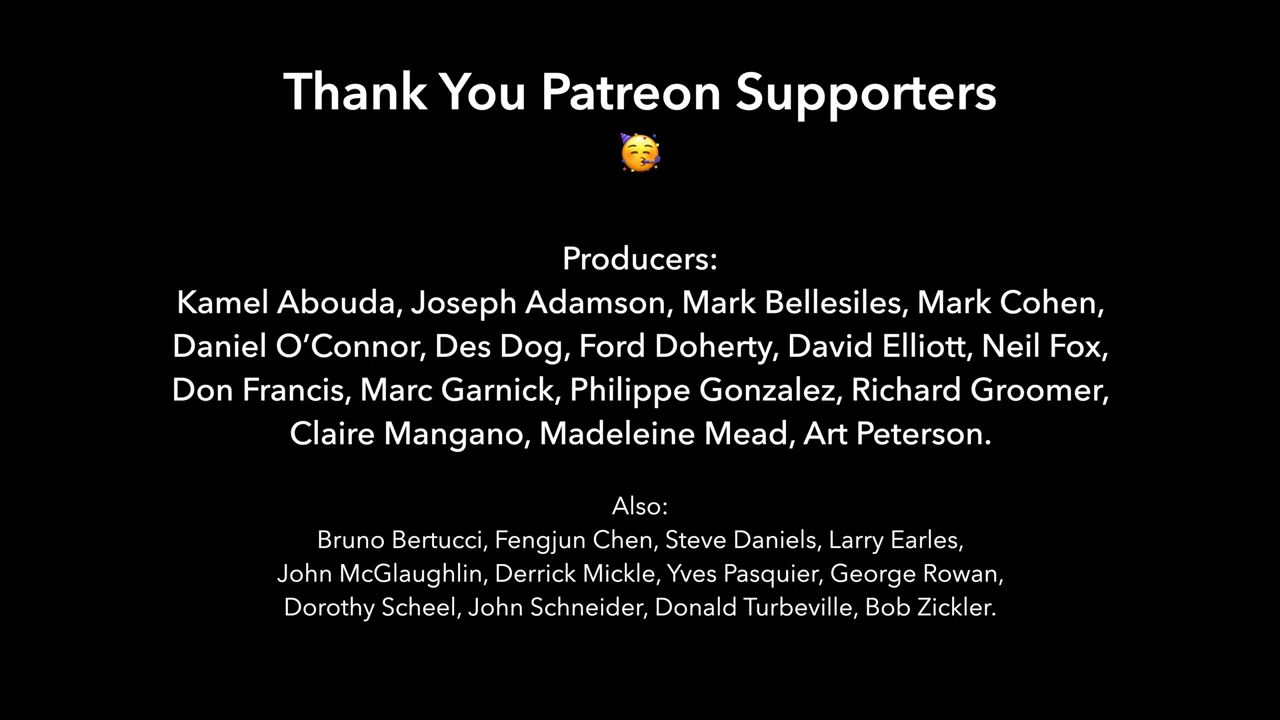 Thank You Patreon Supporters
🥳
Producers:
Kamel Abouda, Joseph Adamson, Mark Bellesiles, Mark Cohen,
Daniel O’Connor, Des Dog, Ford Doherty, David Elliott, Neil Fox,
Don Francis, Marc Garnick, Philippe Gonzalez, Richard Groomer,
Claire Mangano, Madeleine Mead, Art Peterson.
Also:
Bruno Bertucci, Fengjun Chen, Steve Daniels, Larry Earles,
John McGlaughlin, Derrick Mickle, Yves Pasquier, George Rowan,
Dorothy Scheel, John Schneider, Donald Turbeville, Bob Zickler.